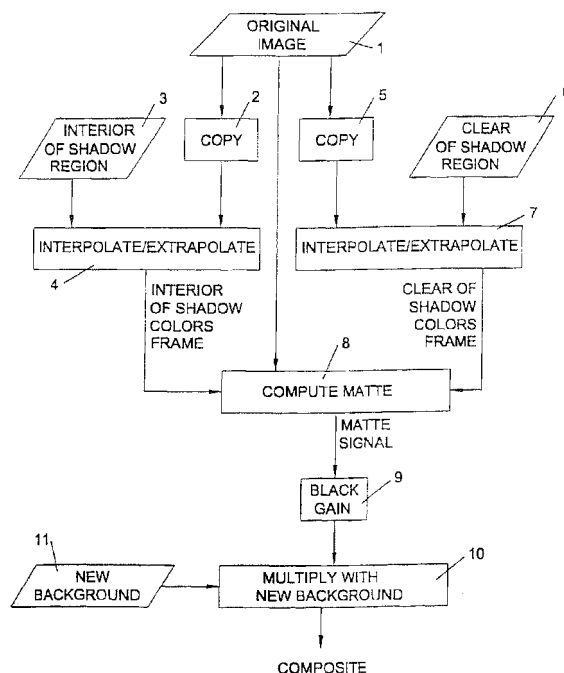 ORIGINAL
IMAGE
1
3
2
5
INTERIOR
OF SHADOW
REGION
COPY
COPY
CLEAR
OF SHADOW
REGION
7
INTERPOLATE/EXTRAPOLATE
INTERPOLATE/EXTRAPOLATE
4
INTERIOR
OF SHADOW
COLORS
FRAME
CLEAR OF
SHADOW
COLORS
FRAME
8
COMPUTE MATTE
MATTE
SIGNAL
BLACK
GAIN
9
11
NEW
BACKGROUND
10
MULTIPLY WITH
NEW BACKGROUND
COMPOSITE